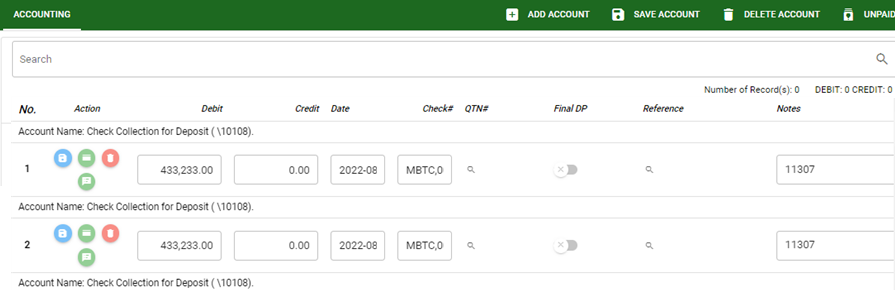 ACCOUNTING ADD ACCOUNT SAVE ACCOUNT DELETE ACCOUNT UNPAID
Search
Number of Record(s): 0 DEBIT: 0 CREDIT: 0
No. Action Debit Credit Date Check# QTN# Final DP Reference Notes
Account Name: Check Collection for Deposit ( \10108).
1 433,233.00 0.00 2022-08 MBTC,0 11307
Account Name: Check Collection for Deposit ( \10108).
2 433,233.00 0.00 2022-08 MBTC,0 11307
Account Name: Check Collection for Deposit ( \10108).